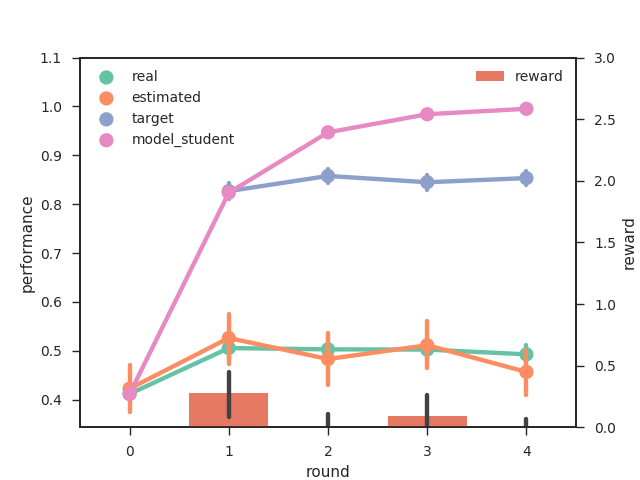 real
estimated
target
model_student
reward
performance
1.1
1.0
0.9
0.8
0.7
0.6
0.5
0.4
3.0
2.5
2.0
1.5
1.0
0.5
0.0
reward
0 1 2 3 4
round